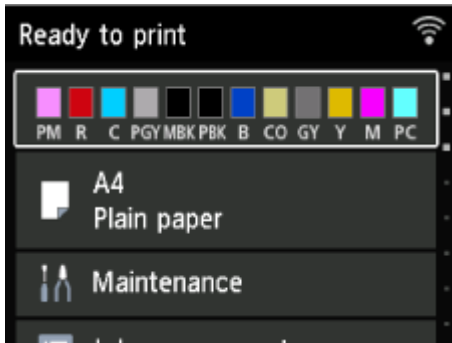 Ready to print
PM R C PGY MBK PBK B CO GY Y M PC
A4
Plain paper
Maintenance